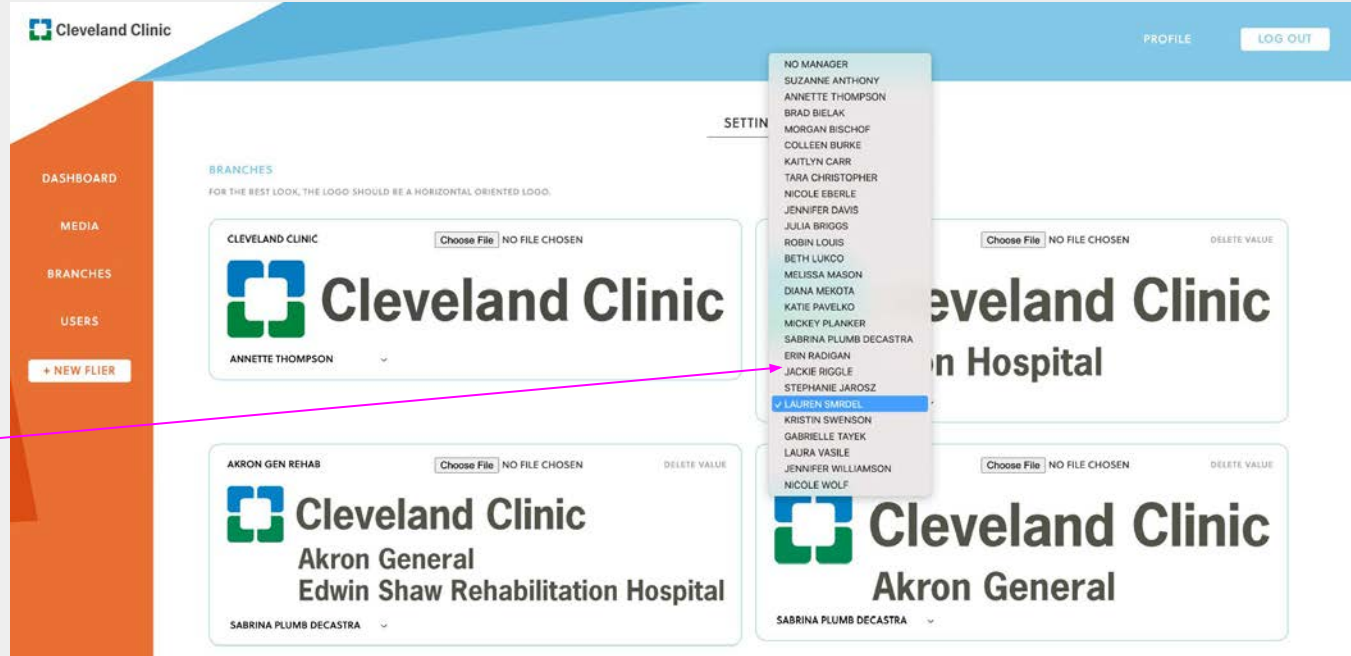 Cleveland Clinic
PROFILE
LOG OUT
DASHBOARD
MEDIA
BRANCHES
USERS
+ NEW FLIER
SETTIN
BRANCHES
FOR THE BEST LOOK, THE LOGO SHOULD BE A HORIZONTAL ORIENTED LOGO.
CLEVELAND CLINIC
Choose File NO FILE CHOSEN
Cleveland Clinic
ANNETTE THOMPSON
NO MANAGER
SUZANNE ANTHONY
ANNETTE THOMPSON
BRAD BIELAK
MORGAN BISCHOF
COLLEEN BURKE
KAITLYN CARR
TARA CHRISTOPHER
NICOLE EBERLE
JENNIFER DAVIS
JULIA BRIGGS
ROBIN LOUIS
BETH LUKCO
MELISSA MASON
DIANA MEKOTA
KATIE PAVELKO
MICKEY PLANKER
SABRINA PLUMB DECASTRA
ERIN RADIGAN
JACKIE RIGGLE
STEPHANIE JAROSZ
✓ LAUREN SMRDEL
KRISTIN SWENSON
GABRIELLE TAYEK
LAURA VASILE
JENNIFER WILLIAMSON
NICOLE WOLF
Choose File NO FILE CHOSEN
DELETE VALUE
eveland Clinic
n Hospital
AKRON GEN REHAB
Choose File NO FILE CHOSEN
DELETE VALUE
Cleveland Clinic
Akron General
Edwin Shaw Rehabilitation Hospital
SABRINA PLUMB DECASTRA
Choose File NO FILE CHOSEN
DELETE VALUE
Cleveland Clinic
Akron General
SABRINA PLUMB DECASTRA